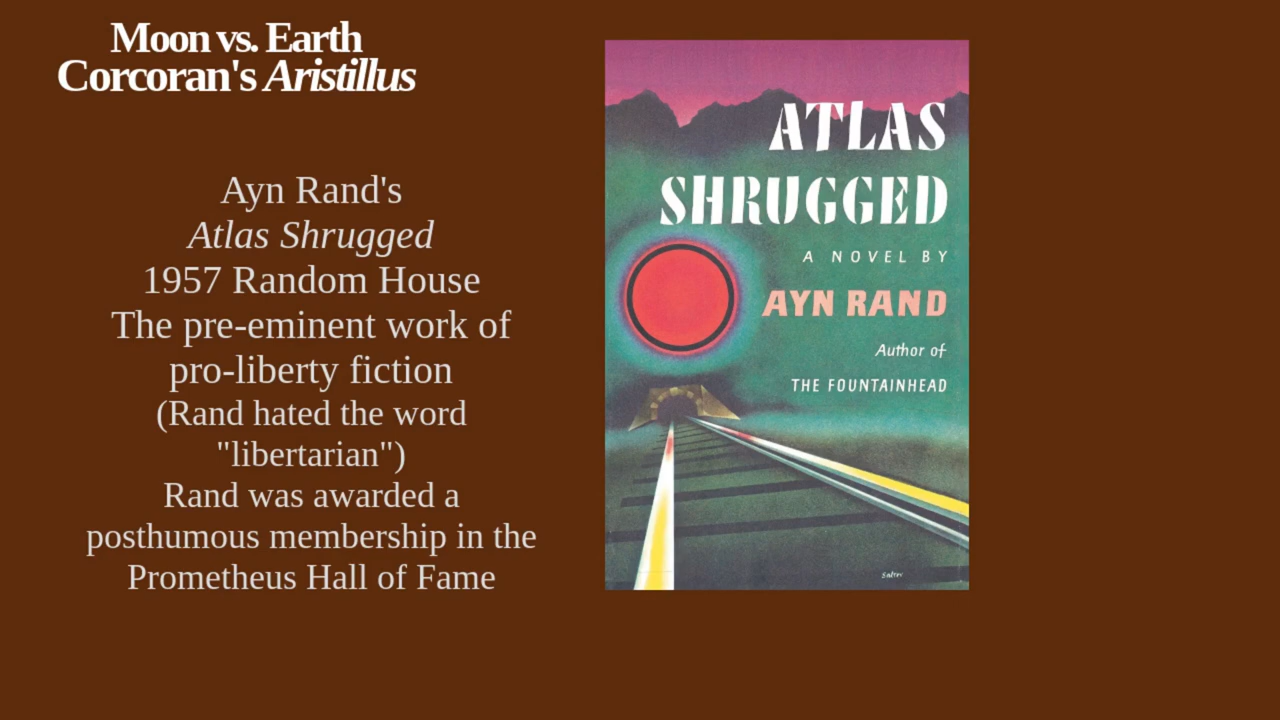 Moon vs. Earth
Corcoran's Aristillus
Ayn Rand's
Atlas Shrugged
1957 Random House
The pre-eminent work of
pro-liberty fiction
(Rand hated the word
"libertarian")
Rand was awarded a
posthumous membership in the
Prometheus Hall of Fame
ATLAS
SHRUGGED
A NOVEL BY
AYN RAND
Author of
THE FOUNTAINHEAD
Salter